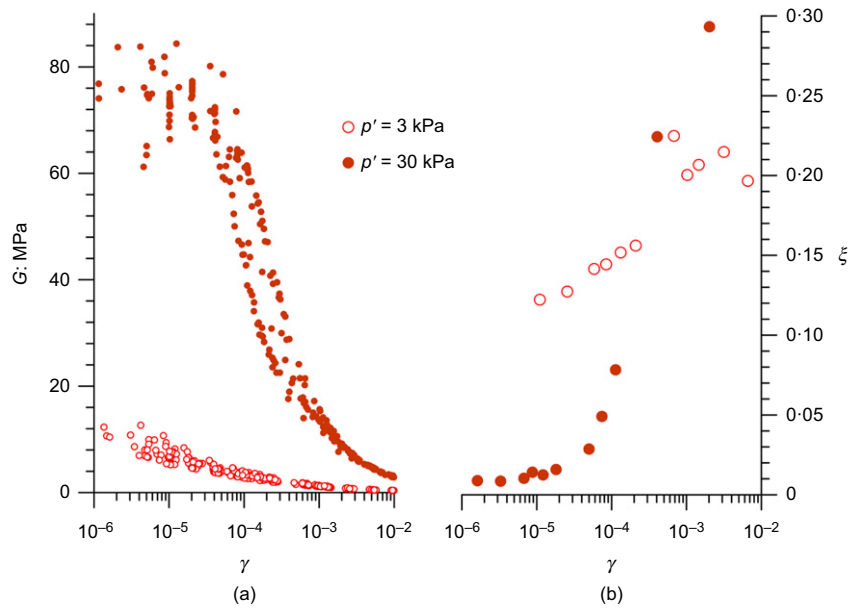 80
60
40
20
0
G: MPa
10⁻⁶
10⁻⁵
10⁻⁴
10⁻³
10⁻²
γ
(a)
p′ = 3 kPa
p′ = 30 kPa
0·30
0·25
0·20
0·15
0·10
0·05
0
ξ
10⁻⁶
10⁻⁵
10⁻⁴
10⁻³
10⁻²
γ
(b)